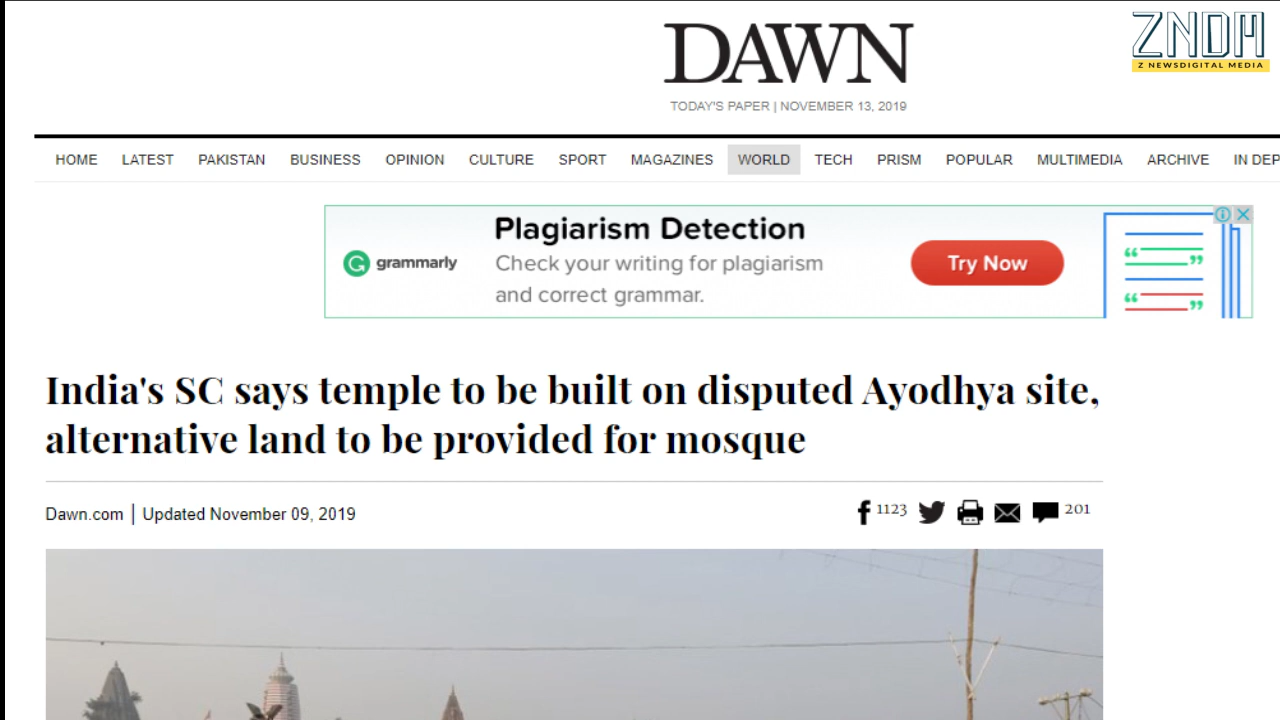 DAWN
ZNDM
Z NEWSDIGITAL MEDIA
TODAY'S PAPER | NOVEMBER 13, 2019
HOME LATEST PAKISTAN BUSINESS OPINION CULTURE SPORT MAGAZINES WORLD TECH PRISM POPULAR MULTIMEDIA ARCHIVE IN DEP
Plagiarism Detection
grammarly
Check your writing for plagiarism
and correct grammar.
Try Now
India's SC says temple to be built on disputed Ayodhya site,
alternative land to be provided for mosque
Dawn.com | Updated November 09, 2019
1123
201